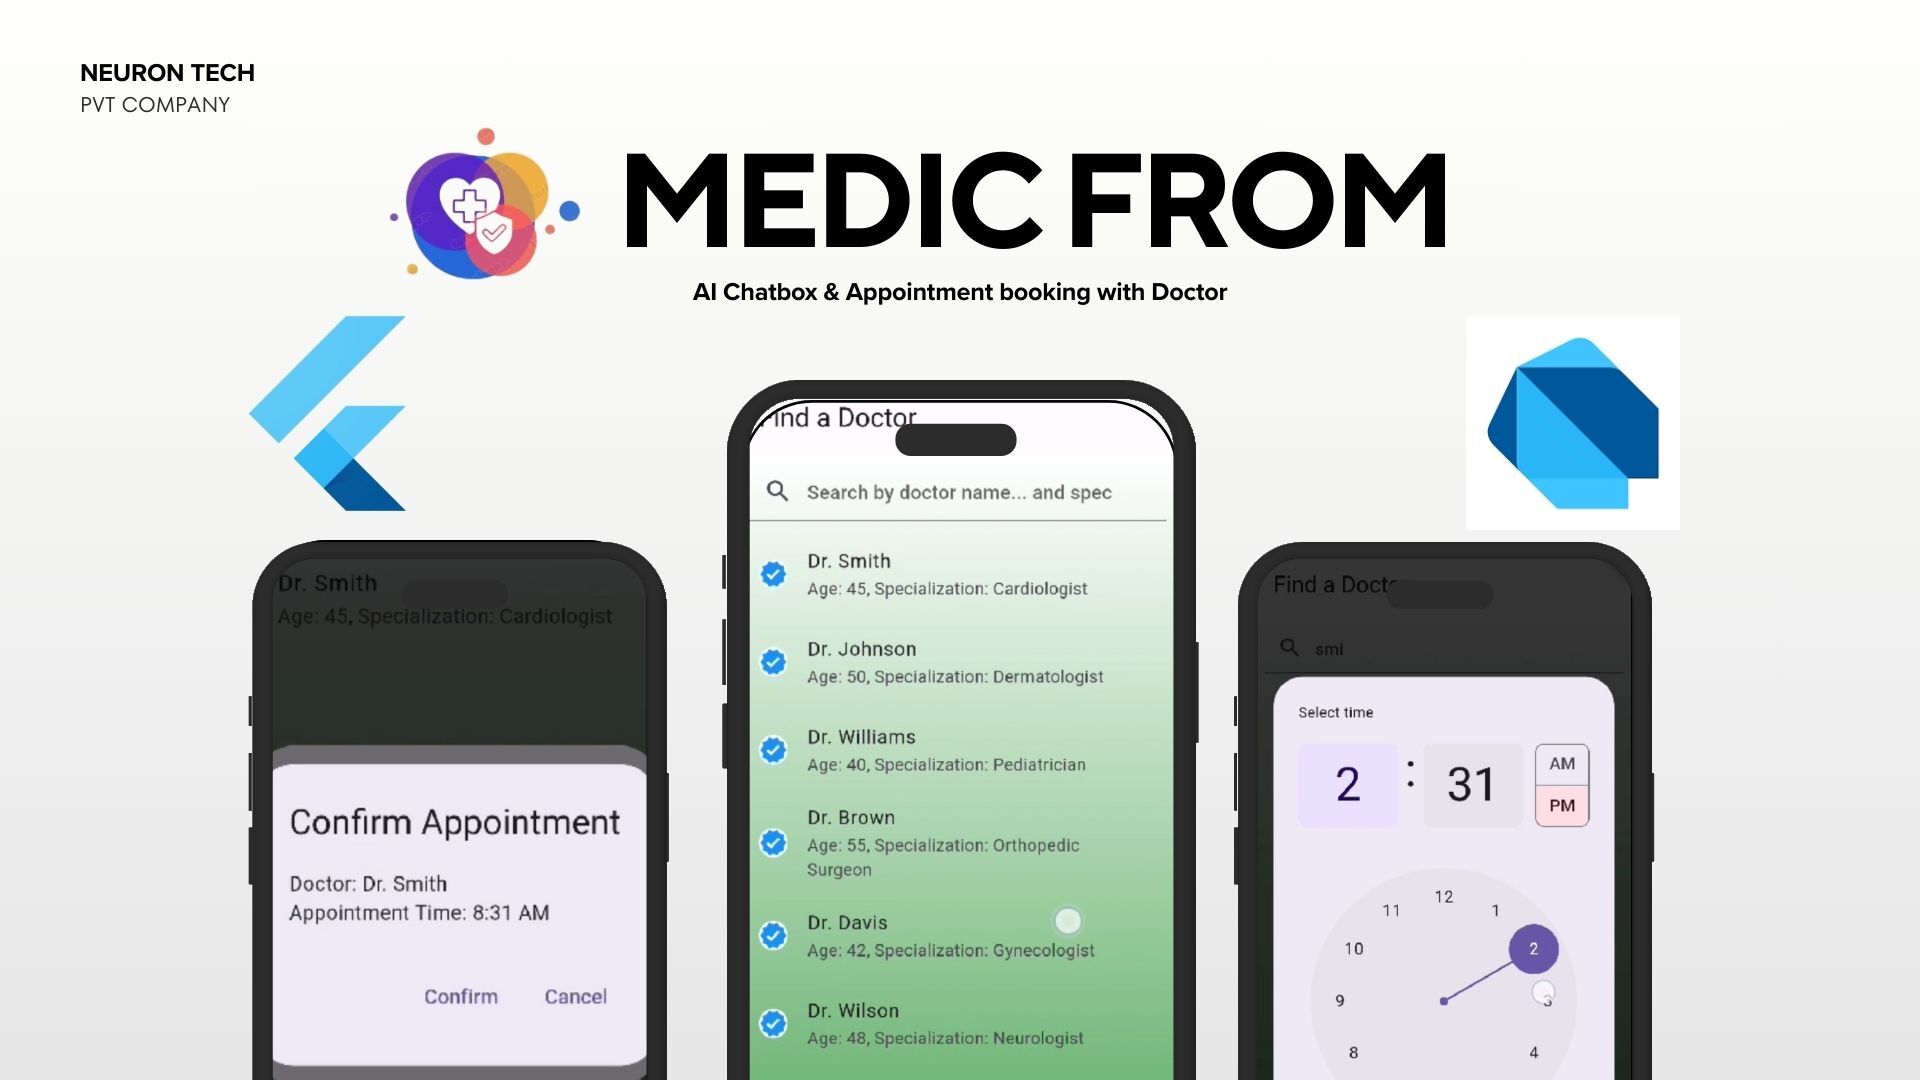 NEURON TECH
PVT COMPANY
MEDIC FROM
AI Chatbox & Appointment booking with Doctor
Dr. Smith
Age: 45, Specialization: Cardiologist
Confirm Appointment
Doctor: Dr. Smith
Appointment Time: 8:31 AM
Confirm Cancel
Find a Doctor
Search by doctor name... and spec
Dr. Smith
Age: 45, Specialization: Cardiologist
Dr. Johnson
Age: 50, Specialization: Dermatologist
Dr. Williams
Age: 40, Specialization: Pediatrician
Dr. Brown
Age: 55, Specialization: Orthopedic
Surgeon
Dr. Davis
Age: 42, Specialization: Gynecologist
Dr. Wilson
Age: 48, Specialization: Neurologist
Find a Docto
smi
Select time
2 : 31
AM
PM
12
11 1
10 2
9 3
8 4